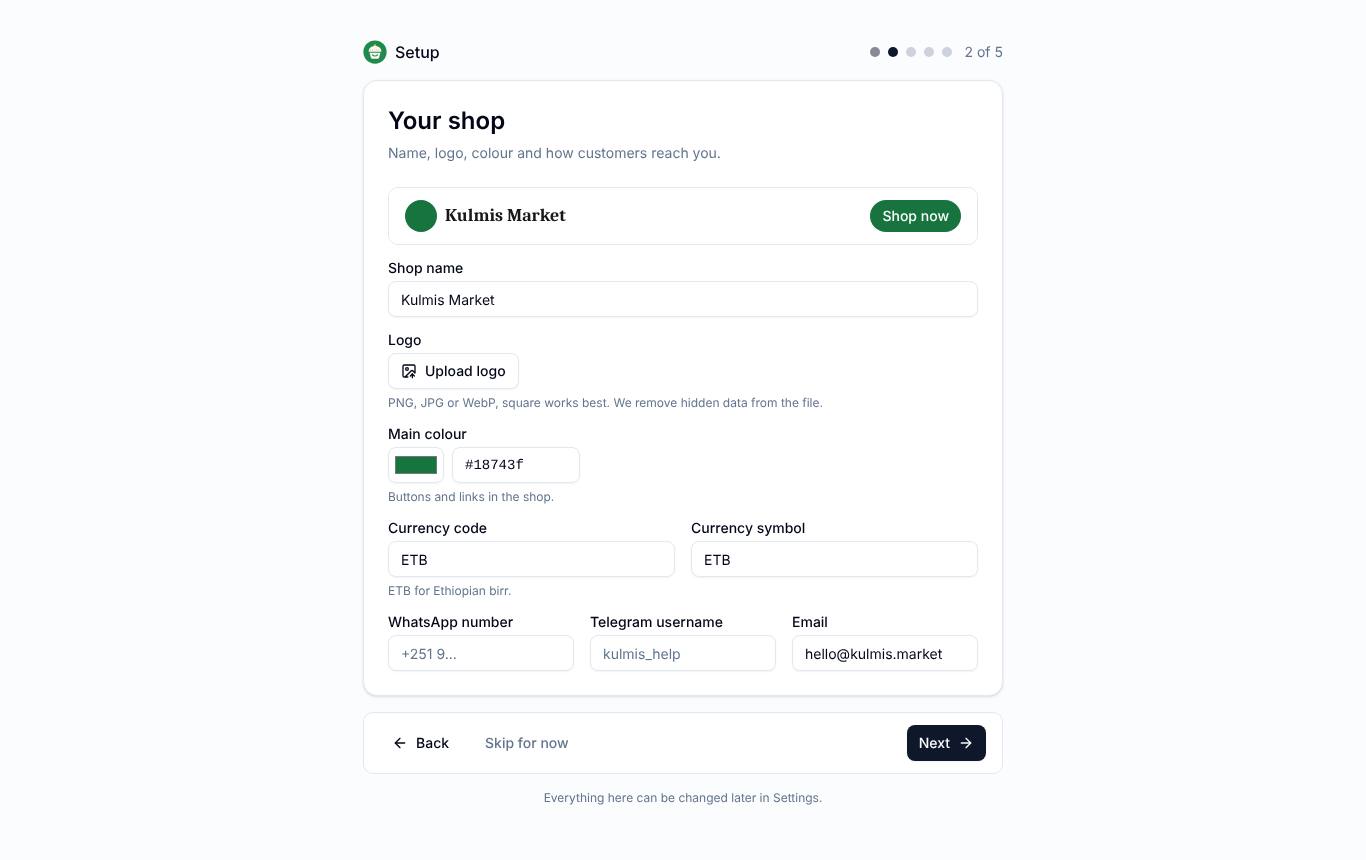 Setup
2 of 5
Your shop
Name, logo, colour and how customers reach you.
Kulmis Market
Shop now
Shop name
Kulmis Market
Logo
Upload logo
PNG, JPG or WebP, square works best. We remove hidden data from the file.
Main colour
#18743f
Buttons and links in the shop.
Currency code
Currency symbol
ETB
ETB
ETB for Ethiopian birr.
WhatsApp number
Telegram username
Email
+251 9...
kulmis_help
hello@kulmis.market
Back
Skip for now
Next
Everything here can be changed later in Settings.